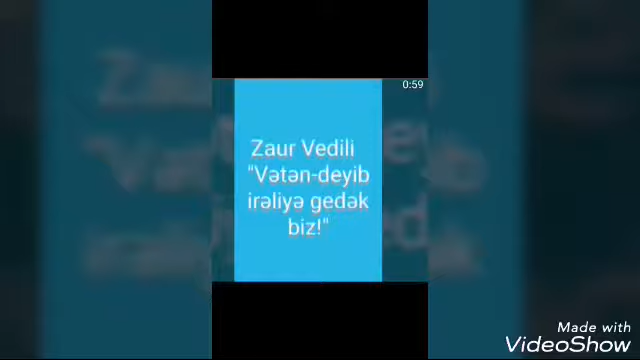 0:59
Zaur Vedili
"Vətən-deyib
irəliyə gedək
biz!"
Made with
VideoShow